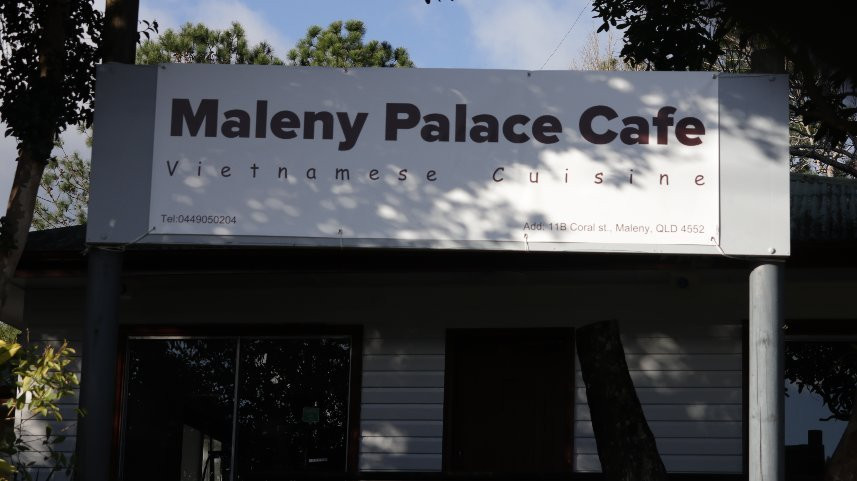 Maleny Palace Cafe
Vietnamese Cuisine
Tel:0449050204
Add: 11B Coral st., Maleny, QLD 4552